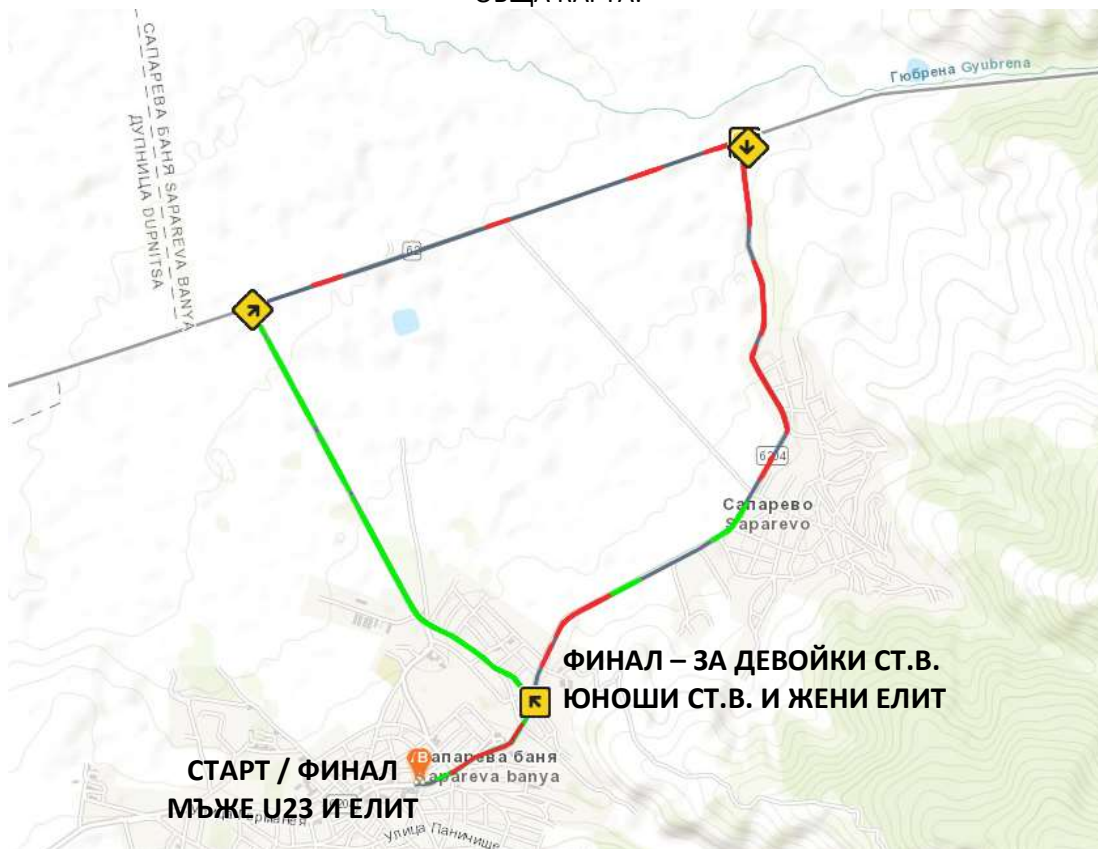 САПАРЕВА БАНЯ SAPAREVA BANYA
ДУПНИЦА DUPNITSA
Гюбрена Gyubrena
62
6204
Сапарево
Saparevo
ФИНАЛ – ЗА ДЕВОЙКИ СТ.В.
ЮНОШИ СТ.В. И ЖЕНИ ЕЛИТ
апарева баня
Sapareva banya
СТАРТ / ФИНАЛ
МЪЖЕ U23 И ЕЛИТ
улица Паничище